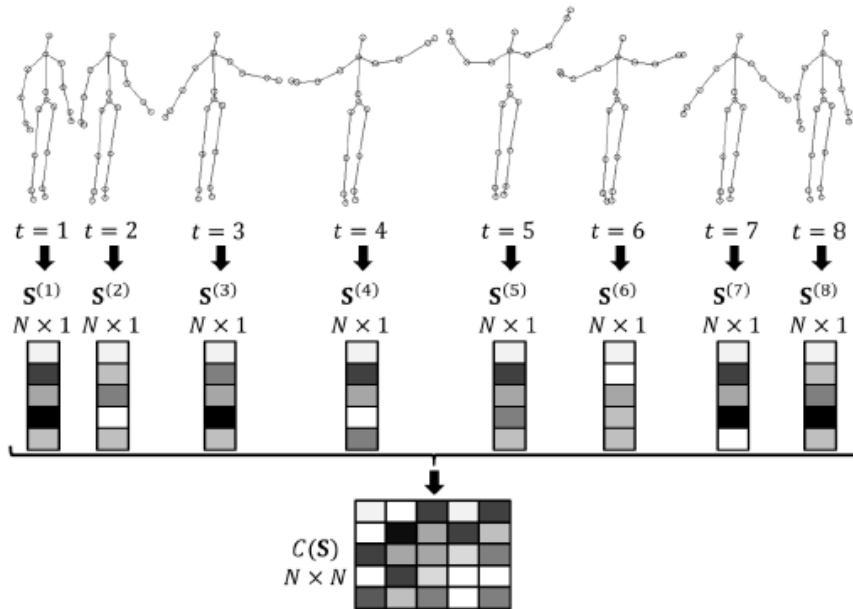 t = 1 t = 2 t = 3 t = 4 t = 5 t = 6 t = 7 t = 8
S⁽¹⁾ S⁽²⁾ S⁽³⁾ S⁽⁴⁾ S⁽⁵⁾ S⁽⁶⁾ S⁽⁷⁾ S⁽⁸⁾
N × 1 N × 1 N × 1 N × 1 N × 1 N × 1 N × 1 N × 1
C(S)
N × N